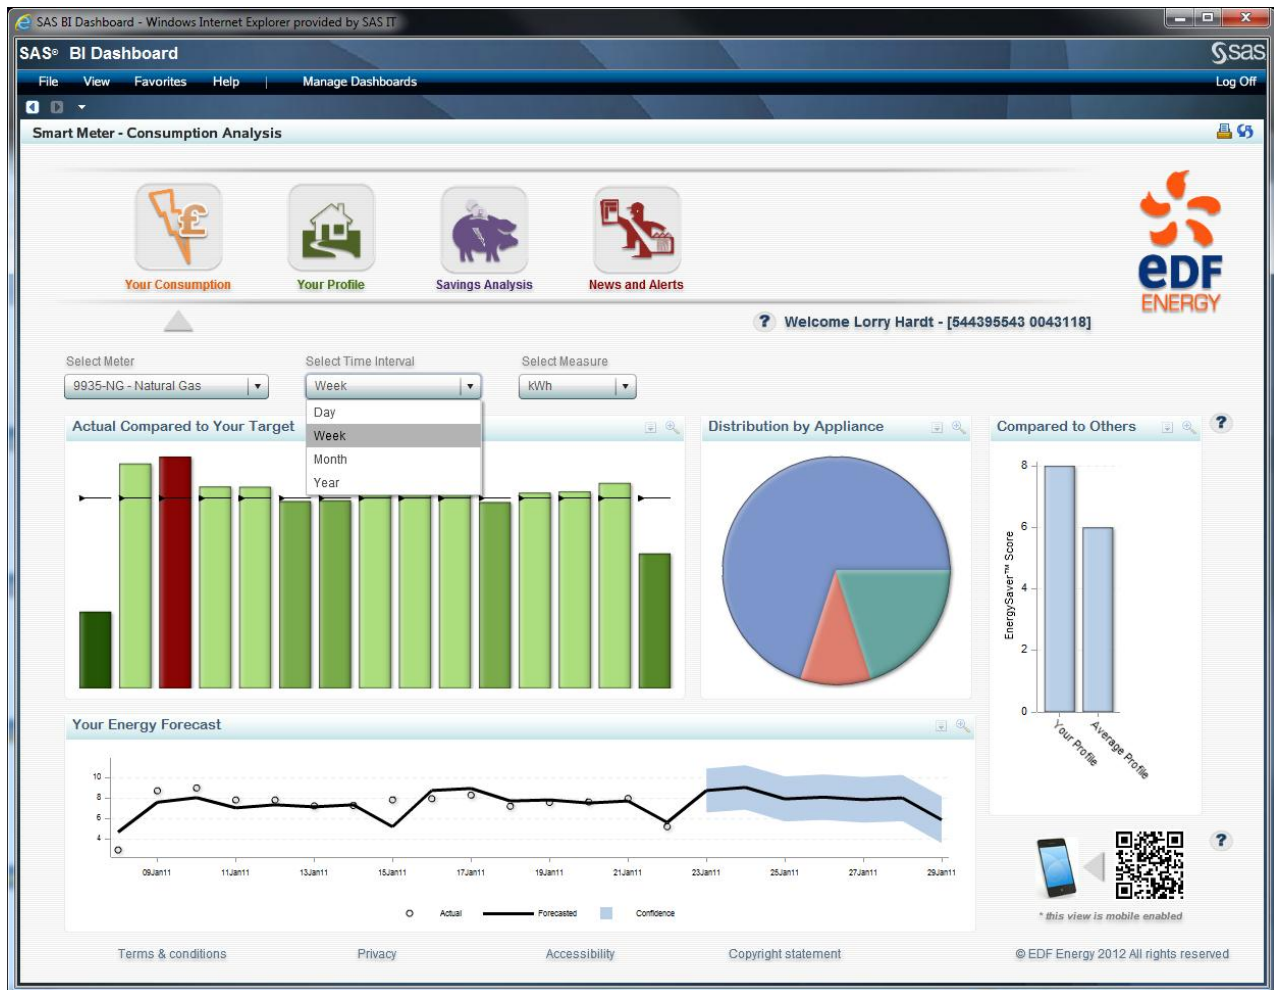 SAS BI Dashboard - Windows Internet Explorer provided by SAS IT
SAS® BI Dashboard
sas
File View Favorites Help | Manage Dashboards
Log Off
Smart Meter - Consumption Analysis
£
Your Consumption
Your Profile
Savings Analysis
News and Alerts
eDF
ENERGY
? Welcome Lorry Hardt - [544395543 0043118]
Select Meter
Select Time Interval
Select Measure
9935-NG - Natural Gas
Week
kWh
Day
Week
Month
Year
Actual Compared to Your Target
Distribution by Appliance
Compared to Others
?
8
6
4
2
0
EnergySaver™ Score
Your Profile
Average Profile
Your Energy Forecast
10
8
6
4
09Jan11 11Jan11 13Jan11 15Jan11 17Jan11 19Jan11 21Jan11 23Jan11 25Jan11 27Jan11 29Jan11
Actual Forecasted Confidence
?
* this view is mobile enabled
Terms & conditions Privacy Accessibility Copyright statement © EDF Energy 2012 All rights reserved